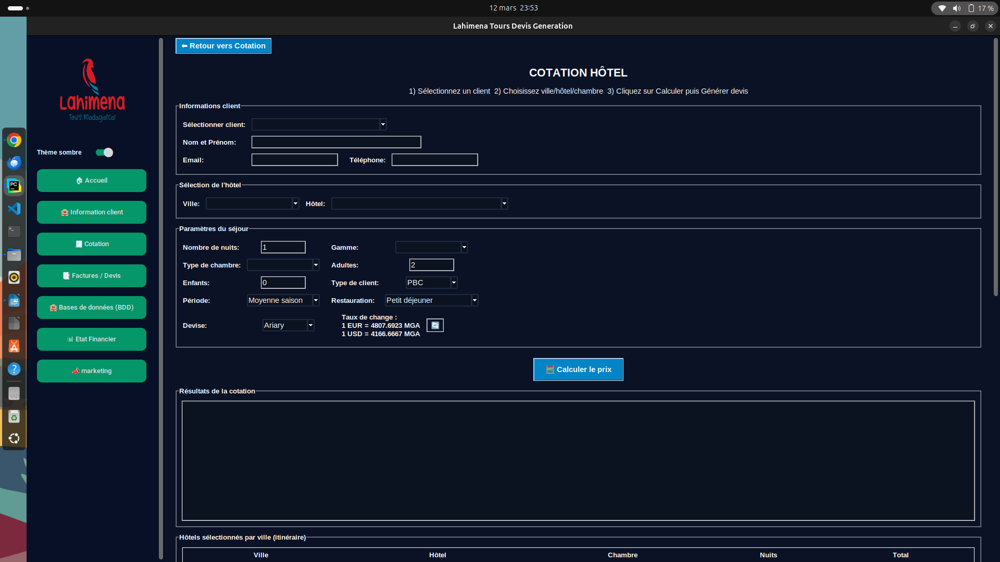 12 mars 23:53
17 %
Lahimena Tours Devis Generation
Lahimena
Tours Madagascar
Thème sombre
Accueil
Information client
Cotation
Factures / Devis
Bases de données (BDD)
Etat Financier
marketing
⬅ Retour vers Cotation
COTATION HÔTEL
1) Sélectionnez un client 2) Choisissez ville/hôtel/chambre 3) Cliquez sur Calculer puis Générer devis
Informations client
Sélectionner client:
Nom et Prénom:
Email: Téléphone:
Sélection de l'hôtel
Ville: Hôtel:
Paramètres du séjour
Nombre de nuits: 1 Gamme:
Type de chambre: Adultes: 2
Enfants: 0 Type de client: PBC
Période: Moyenne saison Restauration: Petit déjeuner
Devise: Ariary
Taux de change :
1 EUR = 4807.6923 MGA
1 USD = 4166.6667 MGA
Calculer le prix
Résultats de la cotation
Hôtels sélectionnés par ville (itinéraire)
Ville Hôtel Chambre Nuits Total
PC
SSD